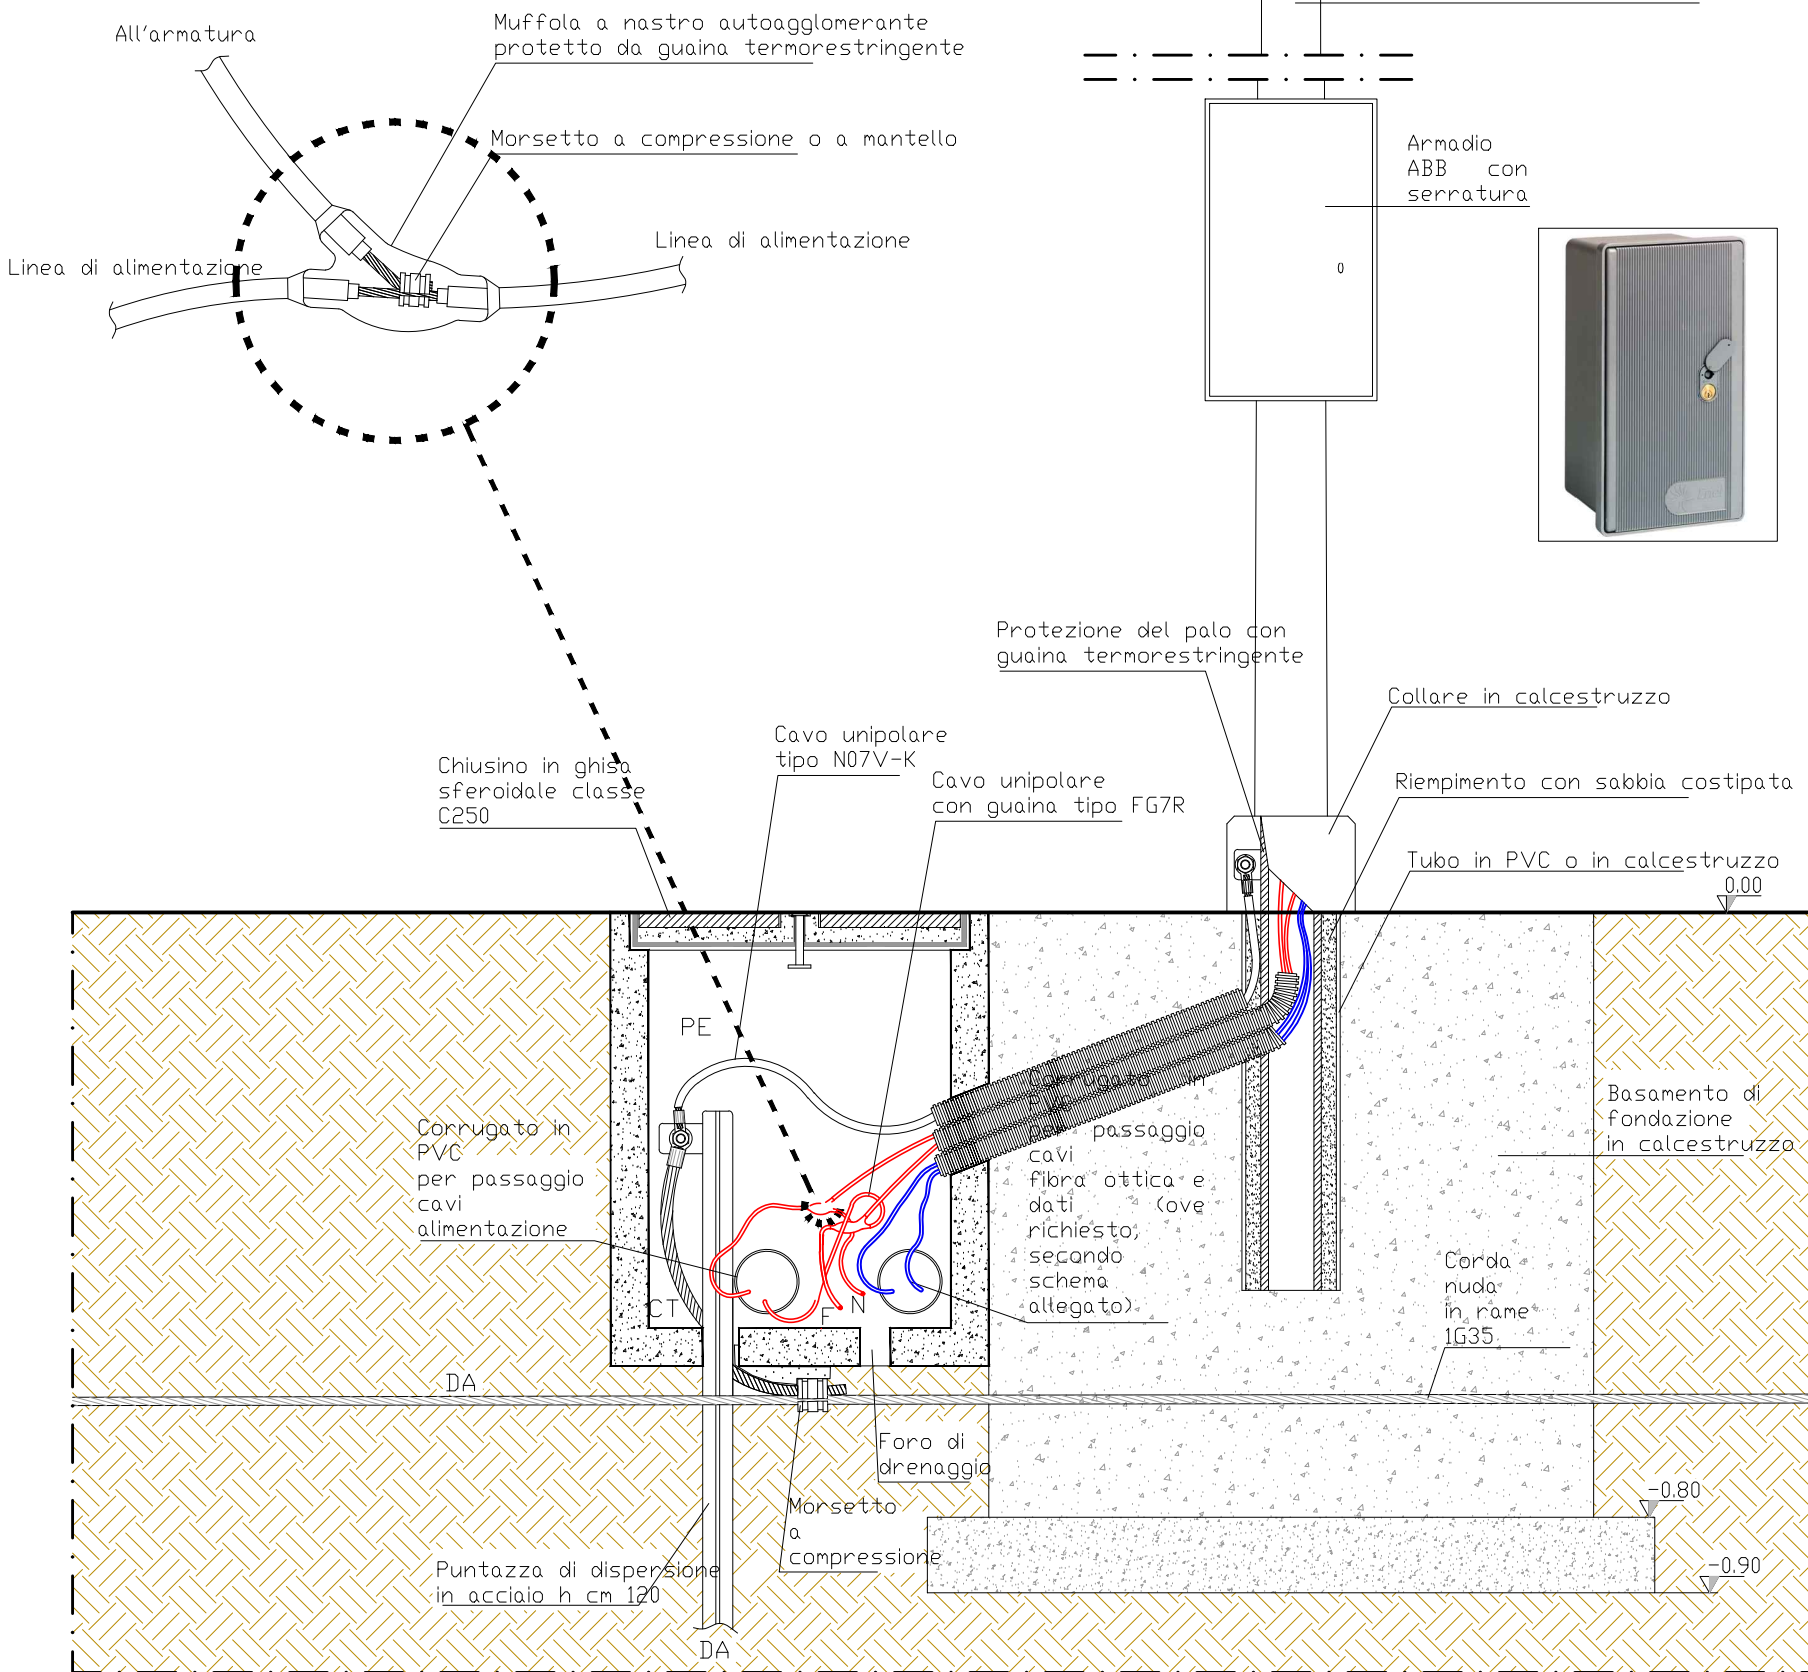 All'armatura
Muffola a nastro autoagglomerante
protetto da guaina termorestringente
Morsetto a compressione o a mantello
Linea di alimentazione
Linea di alimentazione
Armadio
ABB con
serratura
Protezione del palo con
guaina termorestringente
Collare in calcestruzzo
Cavo unipolare
tipo N07V-K
Chiusino in ghisa
sferoidale classe
C250
Cavo unipolare
con guaina tipo FG7R
Riempimento con sabbia costipata
Tubo in PVC o in calcestruzzo
0.00
PE
Corrugato in
PVC
per passaggio
cavi
alimentazione
Corrugato in
PVC
per passaggio
cavi
fibra ottica e
dati (ove
richiesto,
secondo
schema
allegato)
Basamento di
fondazione
in calcestruzzo
Corda
nuda
in rame
1G35
CT
F
N
DA
Foro di
drenaggio
Morsetto
a
compressione
-0.80
-0.90
Puntazza di dispersione
in acciaio h cm 120
DA